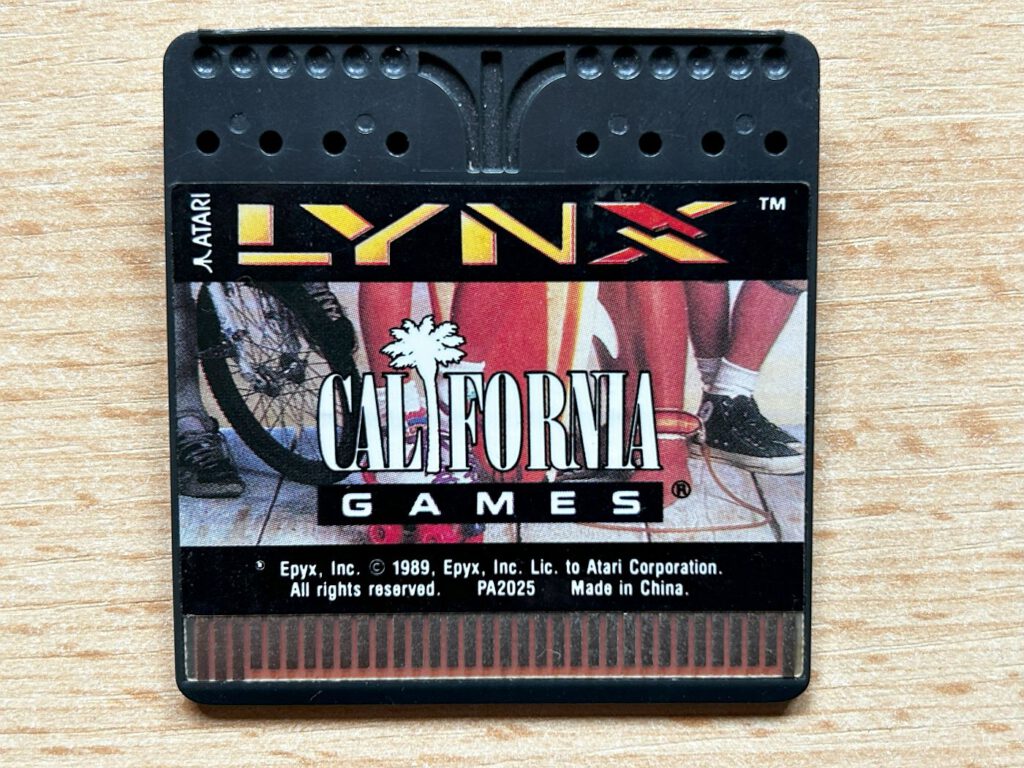 ATARI
LYNX ™
CALIFORNIA
GAMES ®
® Epyx, Inc. © 1989, Epyx, Inc. Lic. to Atari Corporation.
All rights reserved. PA2025 Made in China.